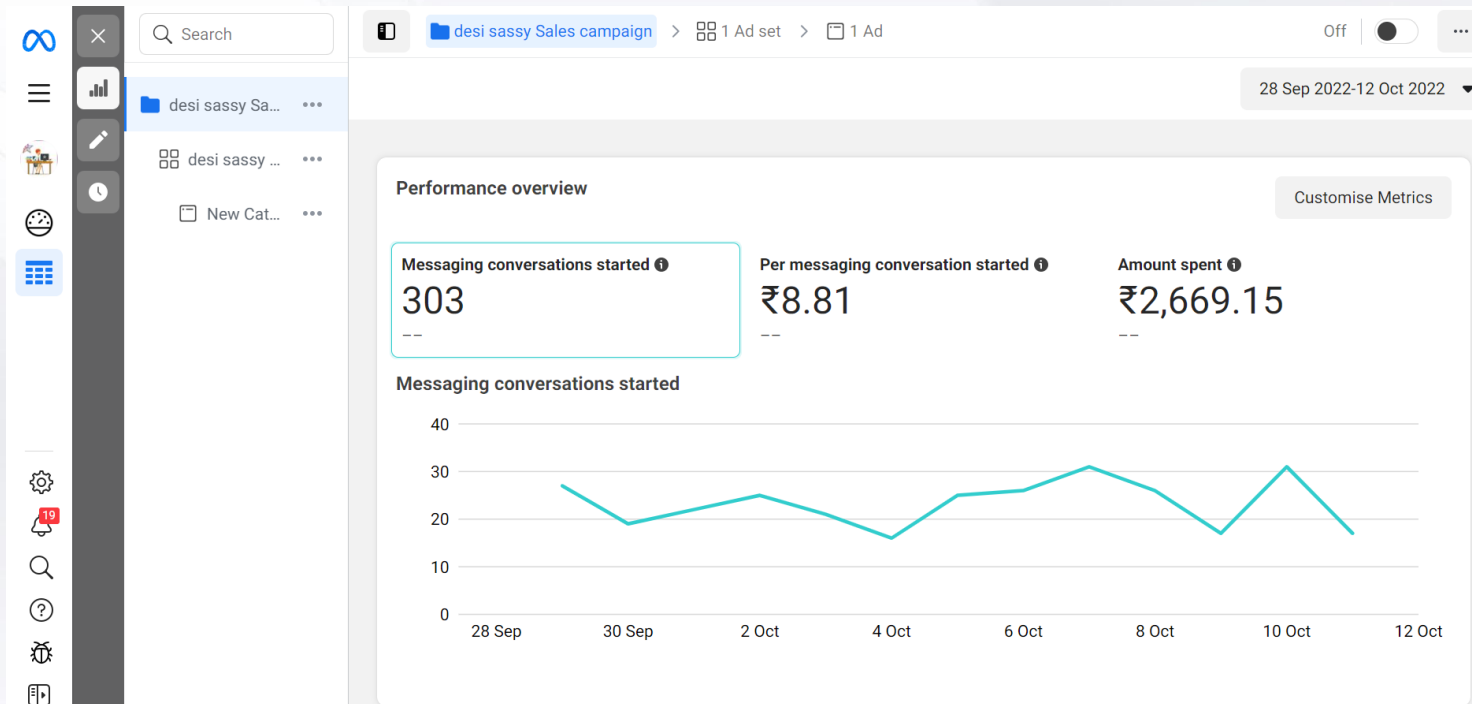 Search
desi sassy Sales campaign
1 Ad set
1 Ad
Off
28 Sep 2022-12 Oct 2022
desi sassy Sa...
desi sassy ...
New Cat...
19
Performance overview
Customise Metrics
Messaging conversations started
303
--
Per messaging conversation started
₹8.81
--
Amount spent
₹2,669.15
--
Messaging conversations started
40
30
20
10
0
28 Sep 30 Sep 2 Oct 4 Oct 6 Oct 8 Oct 10 Oct 12 Oct